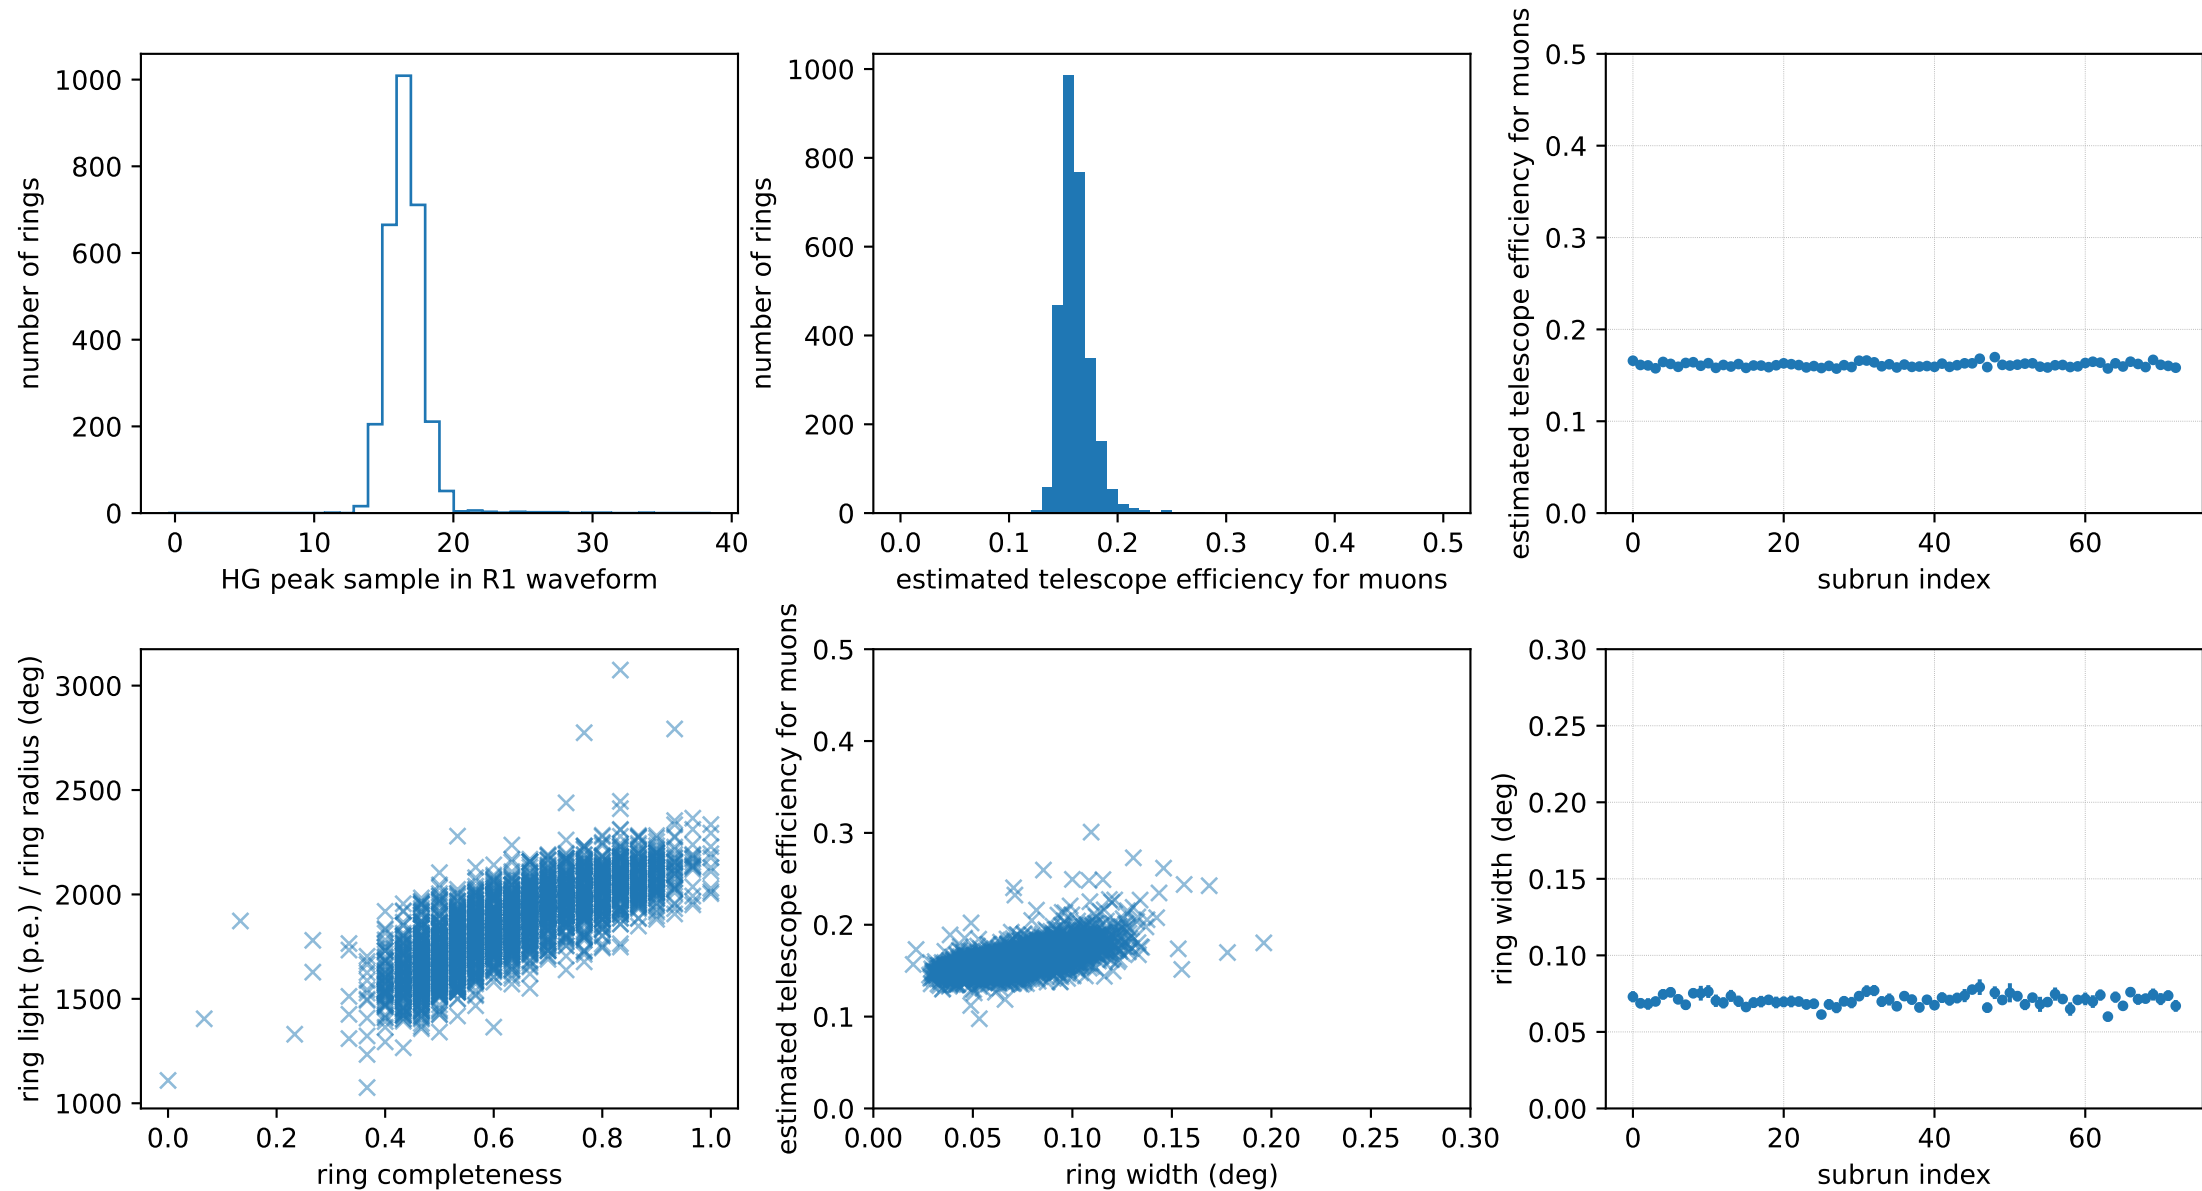 number of rings
1000
800
600
400
200
0
0 10 20 30 40
HG peak sample in R1 waveform
number of rings
1000
800
600
400
200
0
0.0 0.1 0.2 0.3 0.4 0.5
estimated telescope efficiency for muons
estimated telescope efficiency for muons
0.5
0.4
0.3
0.2
0.1
0.0
0 20 40 60
subrun index
ring light (p.e.) / ring radius (deg)
3000
2500
2000
1500
1000
0.0 0.2 0.4 0.6 0.8 1.0
ring completeness
estimated telescope efficiency for muons
0.5
0.4
0.3
0.2
0.1
0.0
0.00 0.05 0.10 0.15 0.20 0.25 0.30
ring width (deg)
ring width (deg)
0.30
0.25
0.20
0.15
0.10
0.05
0.00
0 20 40 60
subrun index